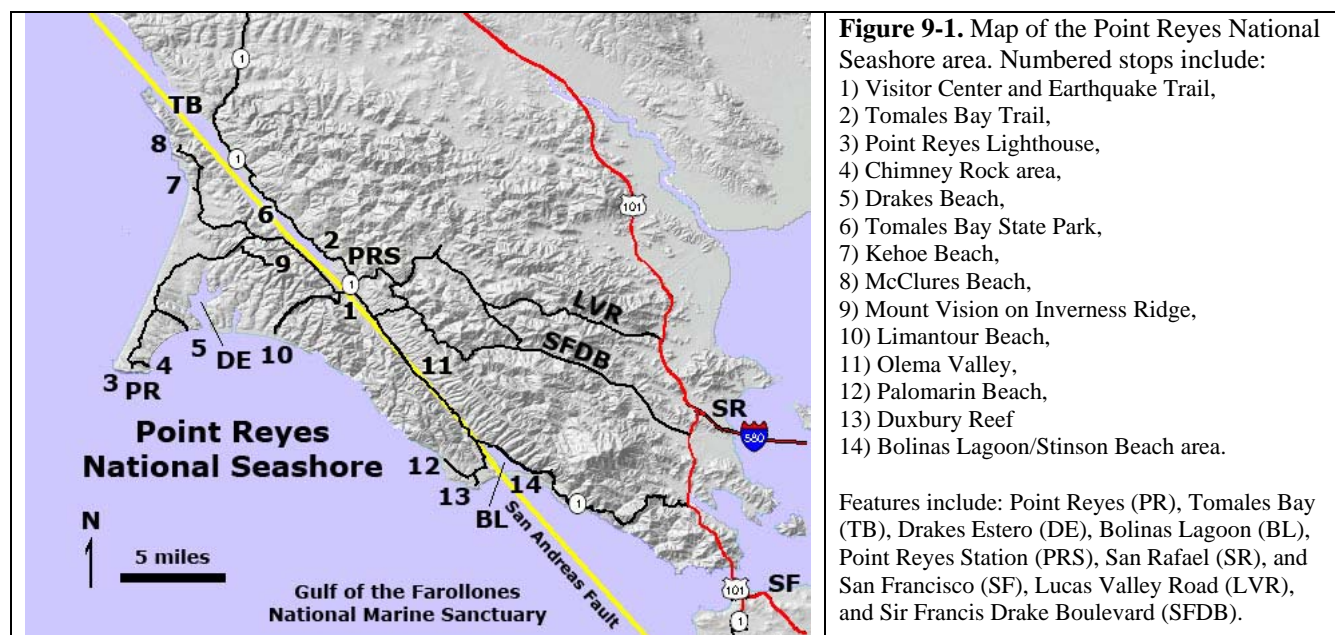 1
TB
8
1
7
6
101
2
PRS
9
1
1
LVR
5
DE
10
11
SFDB
4
3 PR
SR
580
Point Reyes
National Seashore
12
13
14
BL
1
San Andreas Fault
N
5 miles
Gulf of the Farollones
National Marine Sanctuary
SF
101
1
Figure 9-1. Map of the Point Reyes National
Seashore area. Numbered stops include:
1) Visitor Center and Earthquake Trail,
2) Tomales Bay Trail,
3) Point Reyes Lighthouse,
4) Chimney Rock area,
5) Drakes Beach,
6) Tomales Bay State Park,
7) Kehoe Beach,
8) McClures Beach,
9) Mount Vision on Inverness Ridge,
10) Limantour Beach,
11) Olema Valley,
12) Palomarin Beach,
13) Duxbury Reef
14) Bolinas Lagoon/Stinson Beach area.
Features include: Point Reyes (PR), Tomales Bay
(TB), Drakes Estero (DE), Bolinas Lagoon (BL),
Point Reyes Station (PRS), San Rafael (SR), and
San Francisco (SF), Lucas Valley Road (LVR),
and Sir Francis Drake Boulevard (SFDB).